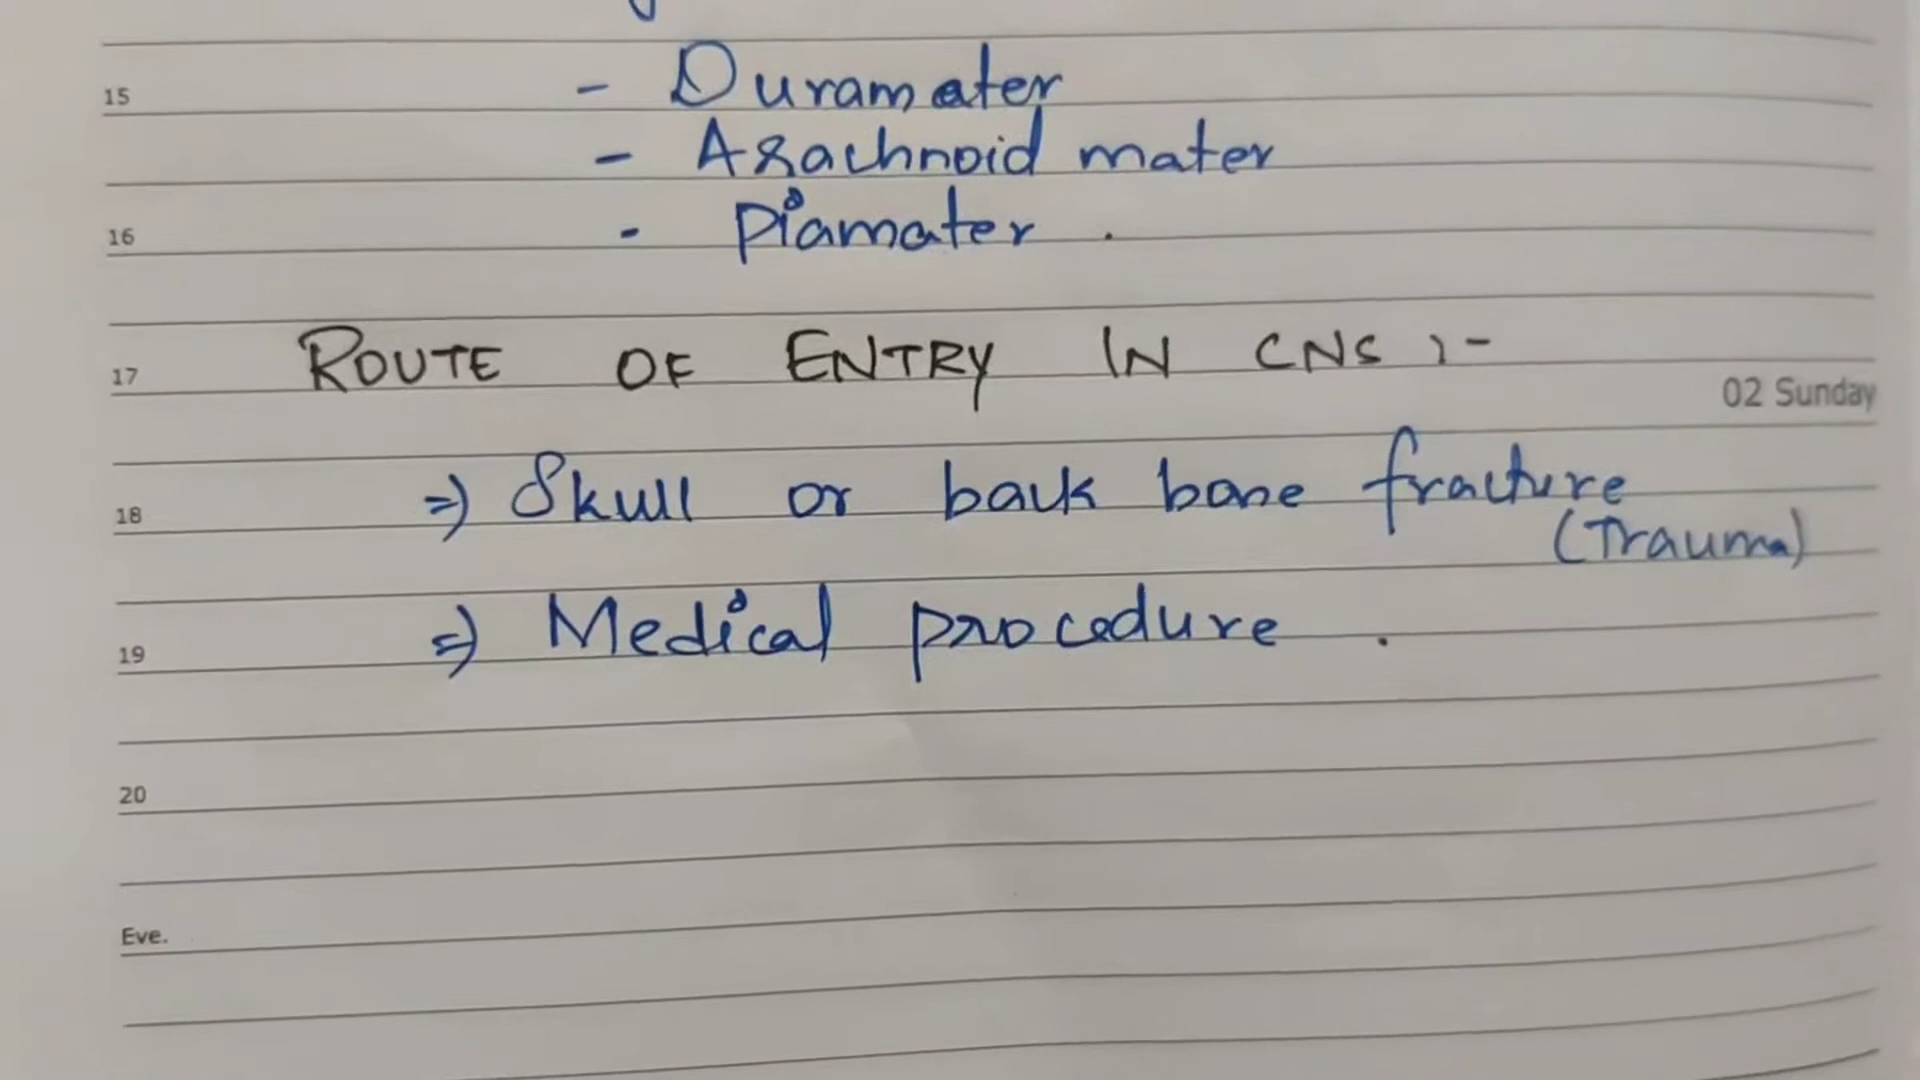 15 - Duramater
- Arachnoid mater
16 - Piamater .
17 ROUTE OF ENTRY IN CNS :-
02 Sunday
18 => Skull or back bone fracture
(Trauma)
19 => Medical procedure .
20
Eve.